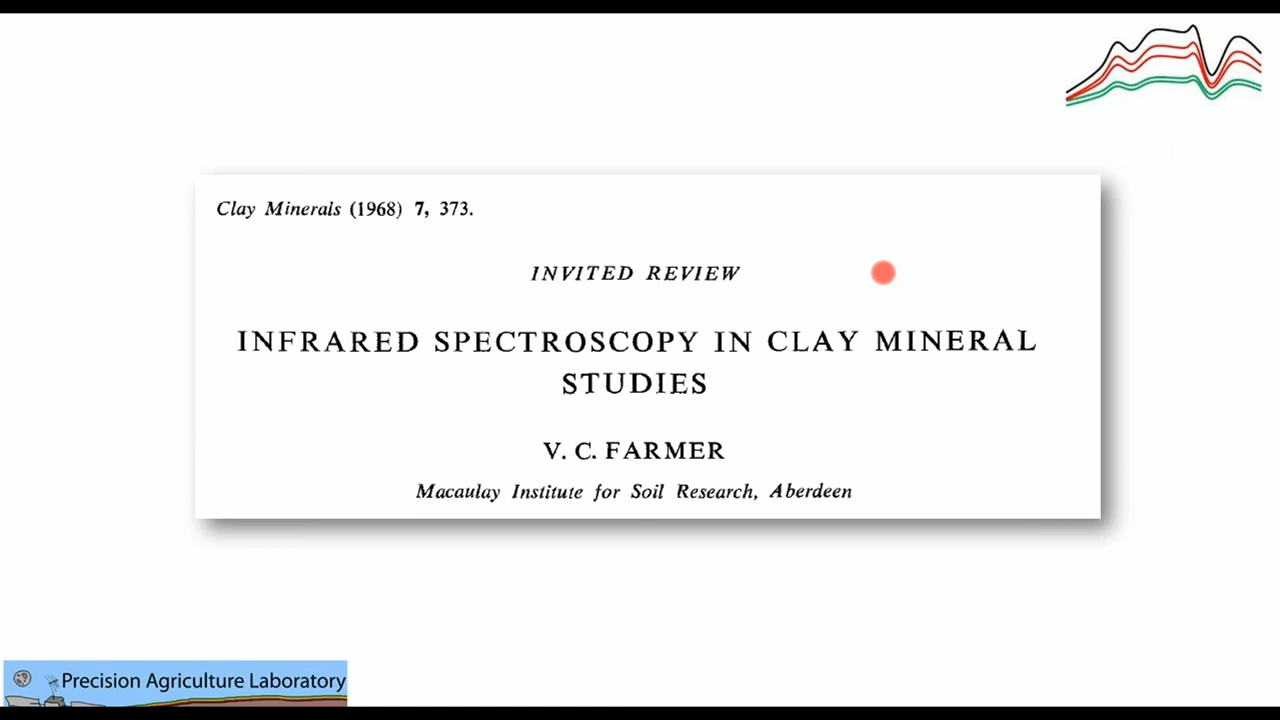 Clay Minerals (1968) 7, 373.
INVITED REVIEW
INFRARED SPECTROSCOPY IN CLAY MINERAL
STUDIES
V. C. FARMER
Macaulay Institute for Soil Research, Aberdeen
Precision Agriculture Laboratory